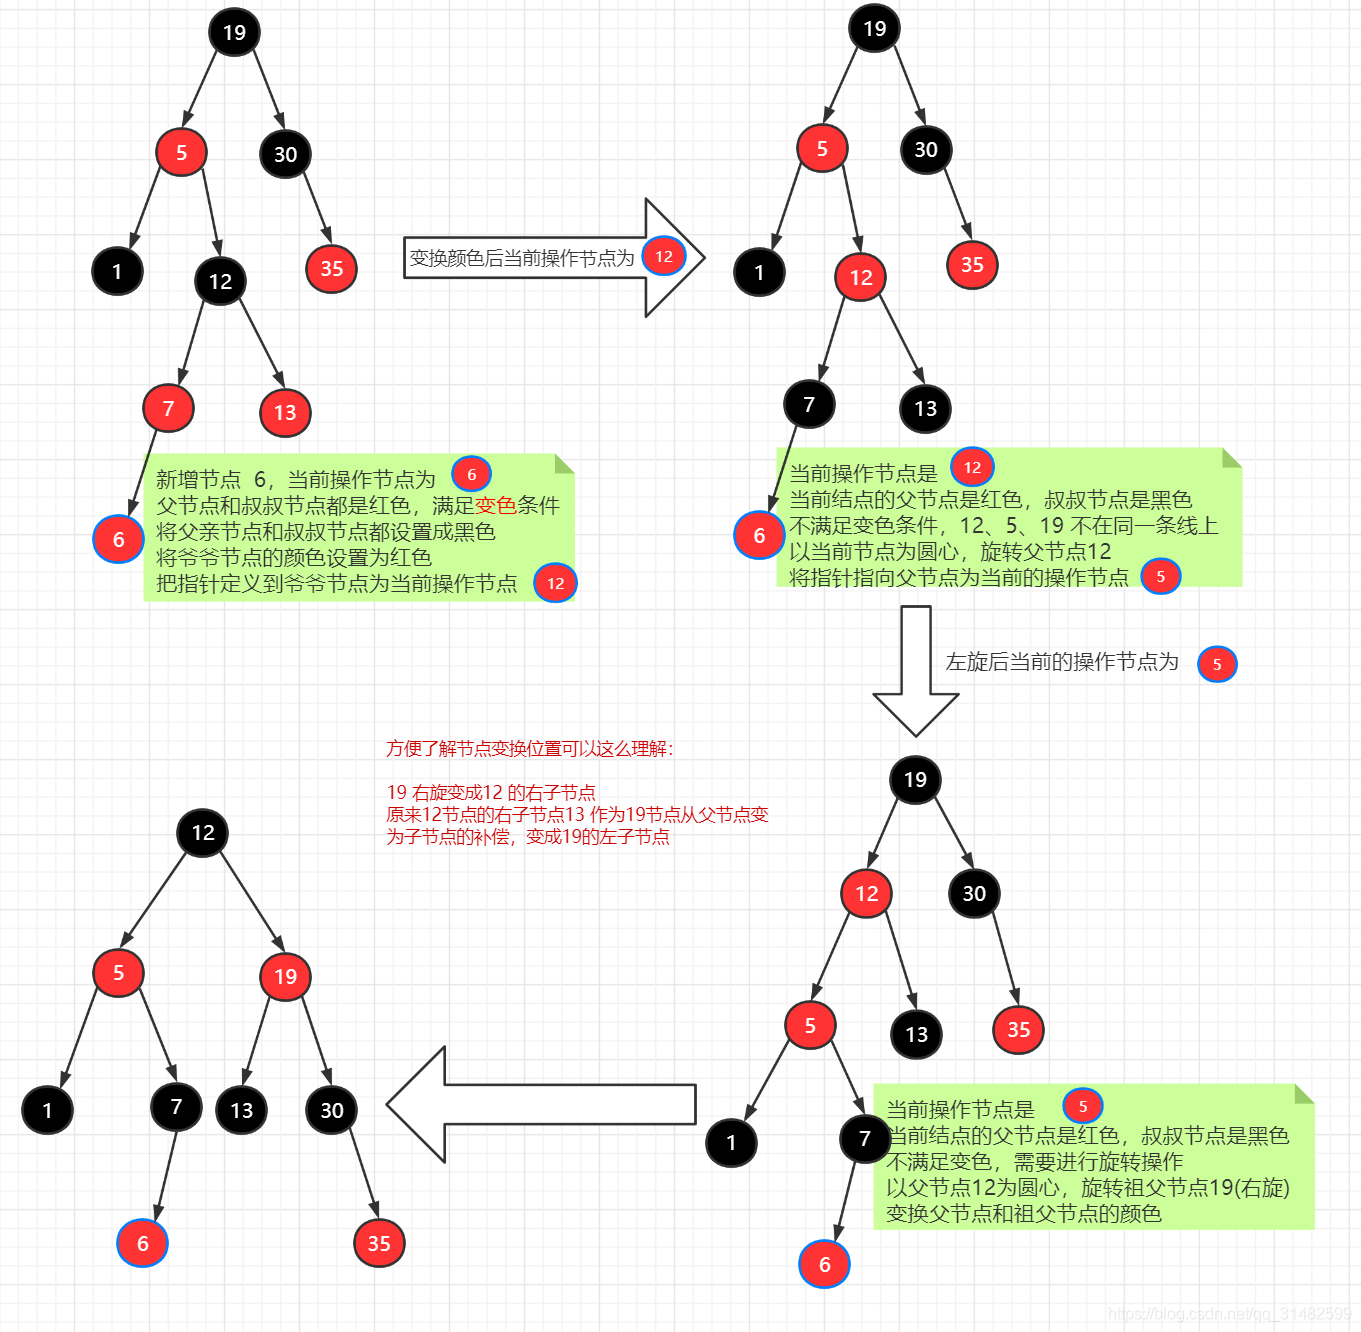 19
5
30
1
12
35
7
13
6
新增节点 6，当前操作节点为 6
父节点和叔叔节点都是红色，满足变色条件
将父亲节点和叔叔节点都设置成黑色
将爷爷节点的颜色设置为红色
把指针定义到爷爷节点为当前操作节点 12
变换颜色后当前操作节点为 12
19
5
30
1
12
35
7
13
6
当前操作节点是 12
当前结点的父节点是红色，叔叔节点是黑色
不满足变色条件，12、5、19 不在同一条线上
以当前节点为圆心，旋转父节点12
将指针指向父节点为当前的操作节点 5
左旋后当前的操作节点为 5
19
12
30
5
13
35
1
7
6
当前操作节点是 5
当前结点的父节点是红色，叔叔节点是黑色
不满足变色，需要进行旋转操作
以父节点12为圆心，旋转祖父节点19(右旋)
变换父节点和祖父节点的颜色
方便了解节点变换位置可以这么理解：
19 右旋变成12 的右子节点
原来12节点的右子节点13 作为19节点从父节点变
为子节点的补偿，变成19的左子节点
12
5
19
1
7
13
30
6
35
https://blog.csdn.net/qq_31482599